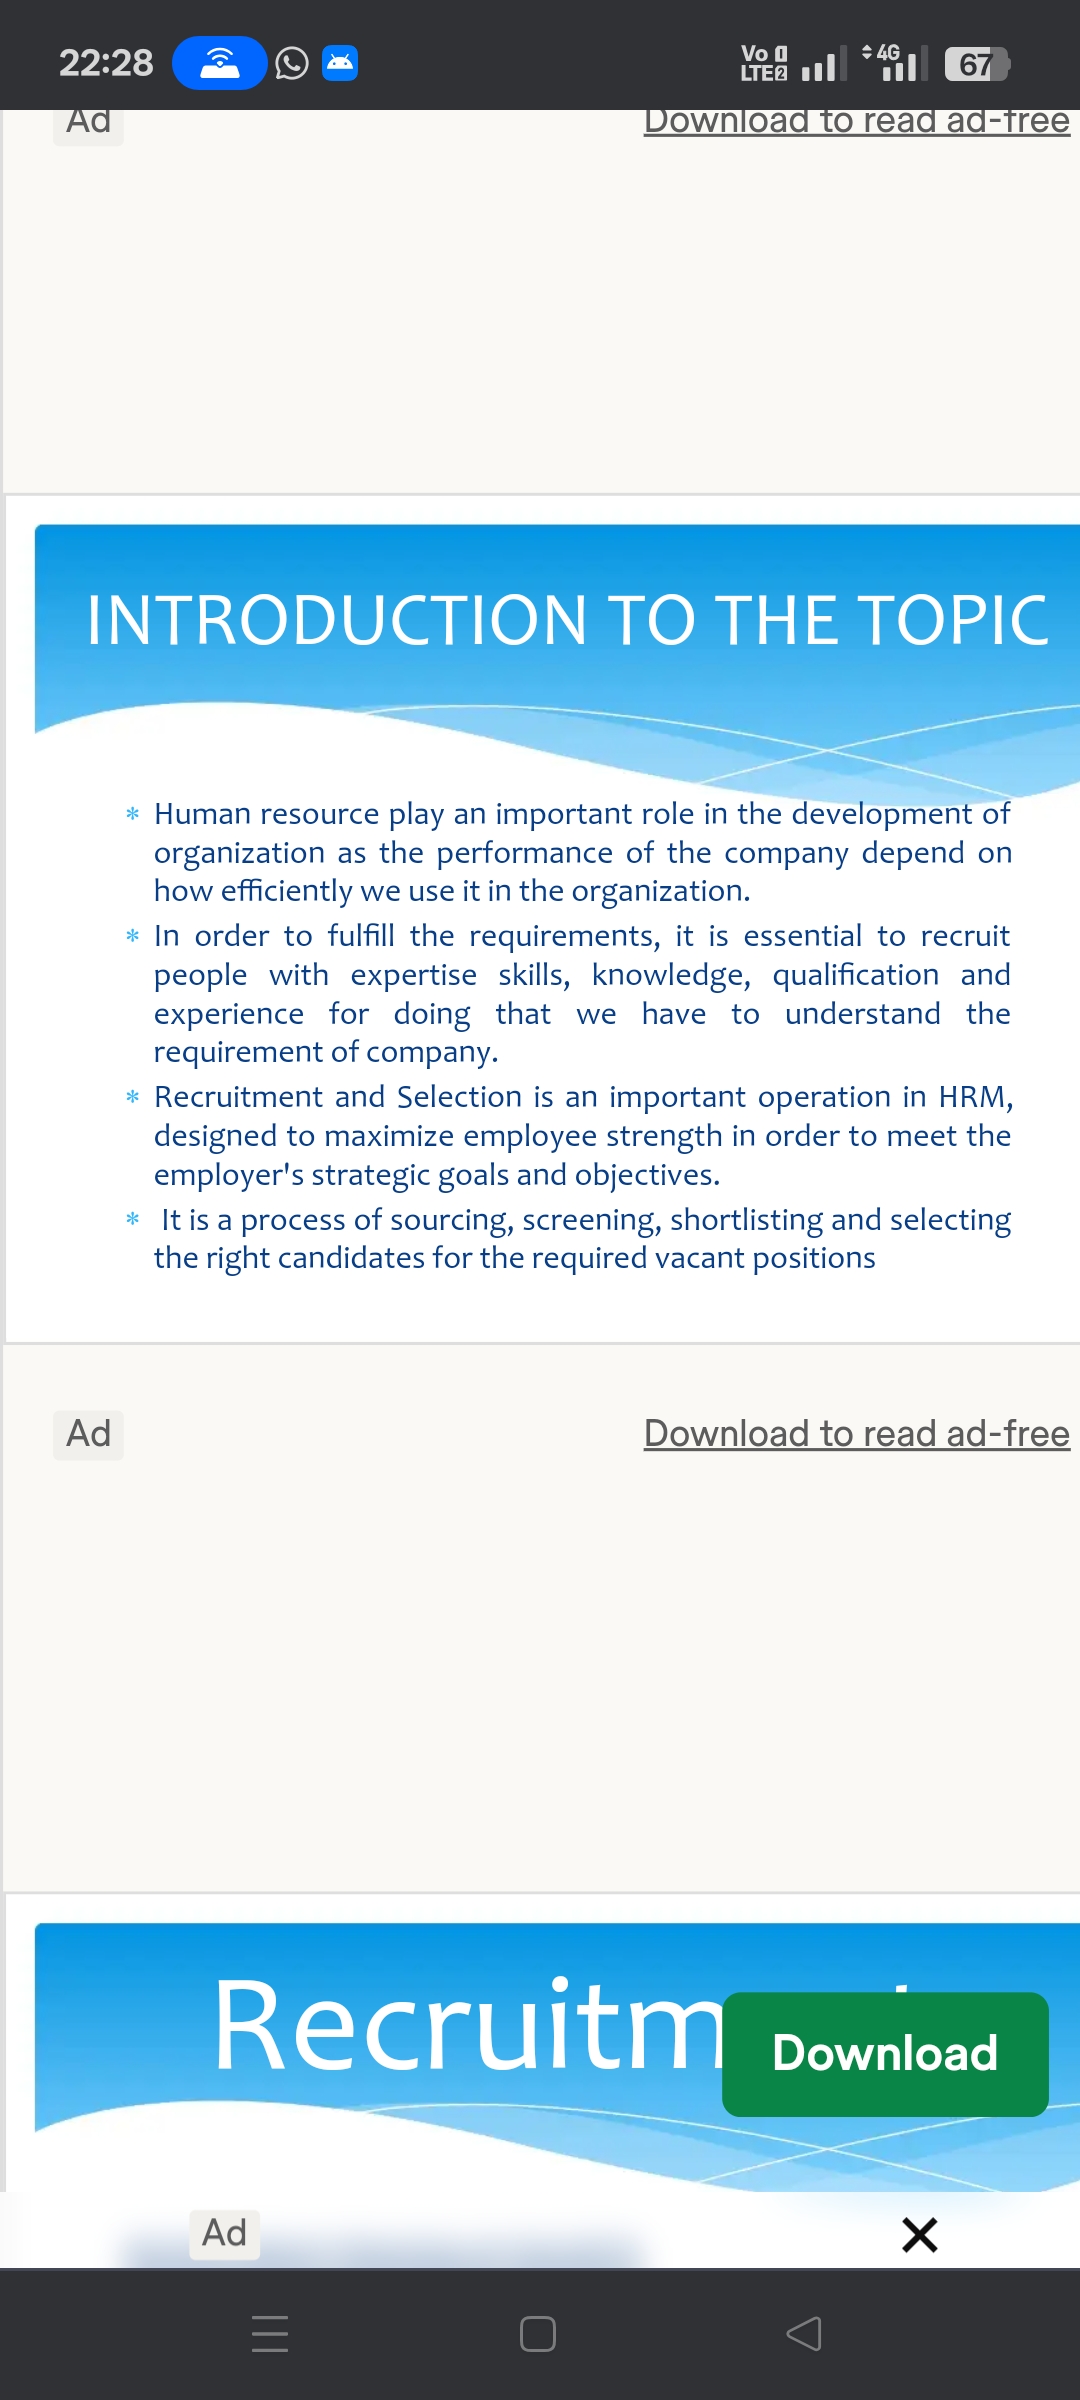 22:28
Vo 1
LTE 2
4G
67
Ad
Download to read ad-free
INTRODUCTION TO THE TOPIC
* Human resource play an important role in the development of
organization as the performance of the company depend on
how efficiently we use it in the organization.
* In order to fulfill the requirements, it is essential to recruit
people with expertise skills, knowledge, qualification and
experience for doing that we have to understand the
requirement of company.
* Recruitment and Selection is an important operation in HRM,
designed to maximize employee strength in order to meet the
employer's strategic goals and objectives.
* It is a process of sourcing, screening, shortlisting and selecting
the right candidates for the required vacant positions
Ad
Download to read ad-free
Download
Ad